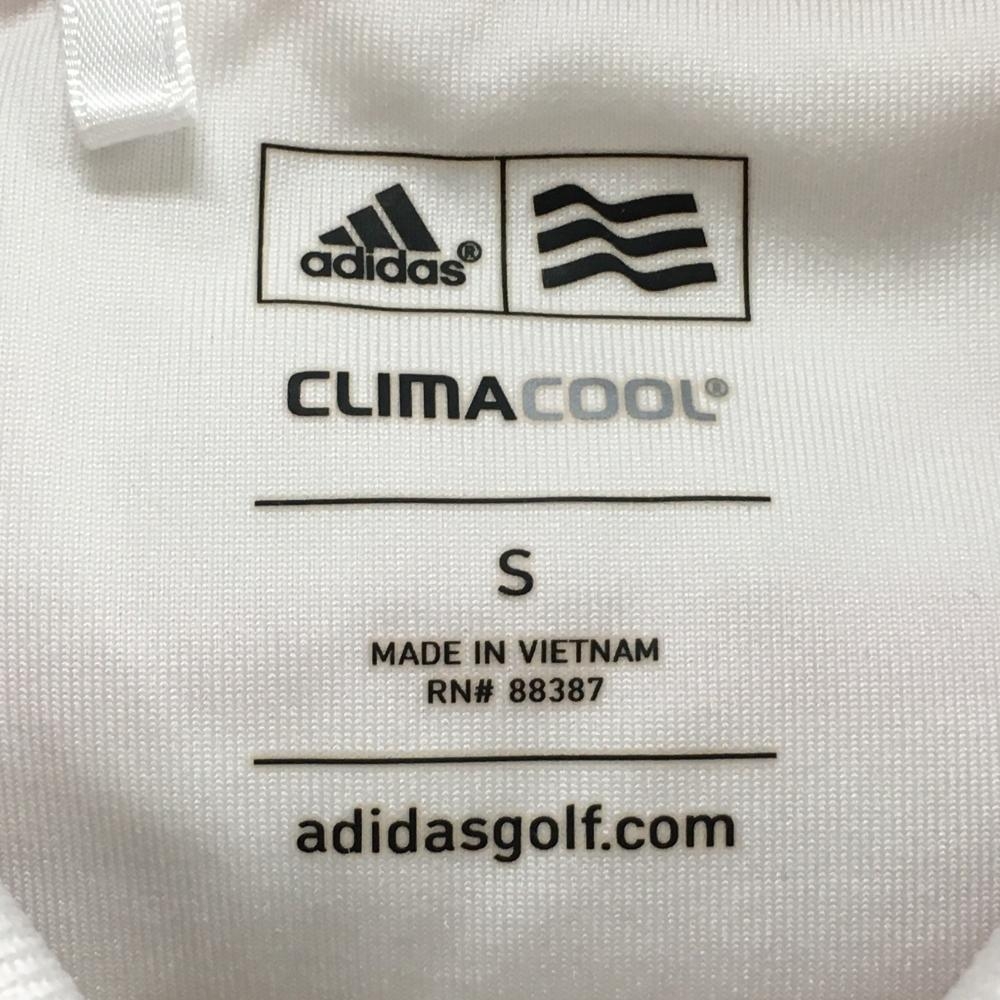 adidas®
CLIMACOOL®
S
MADE IN VIETNAM
RN# 88387
adidasgolf.com